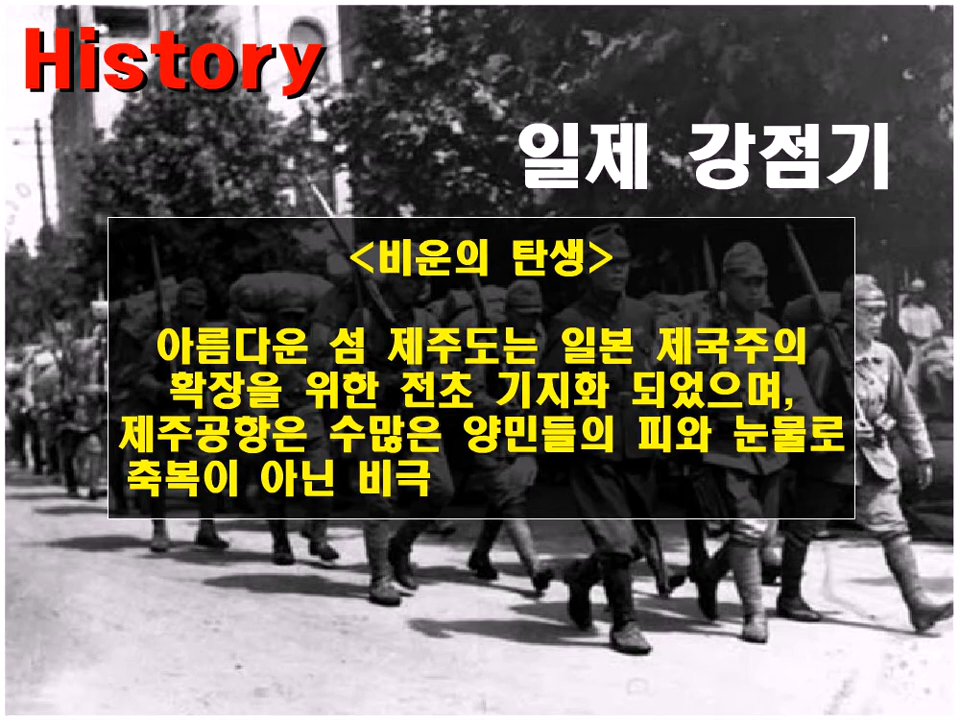 History
일제 강점기
<비운의 탄생>
아름다운 섬 제주도는 일본 제국주의
확장을 위한 전초 기지화 되었으며,
제주공항은 수많은 양민들의 피와 눈물로
축복이 아닌 비극